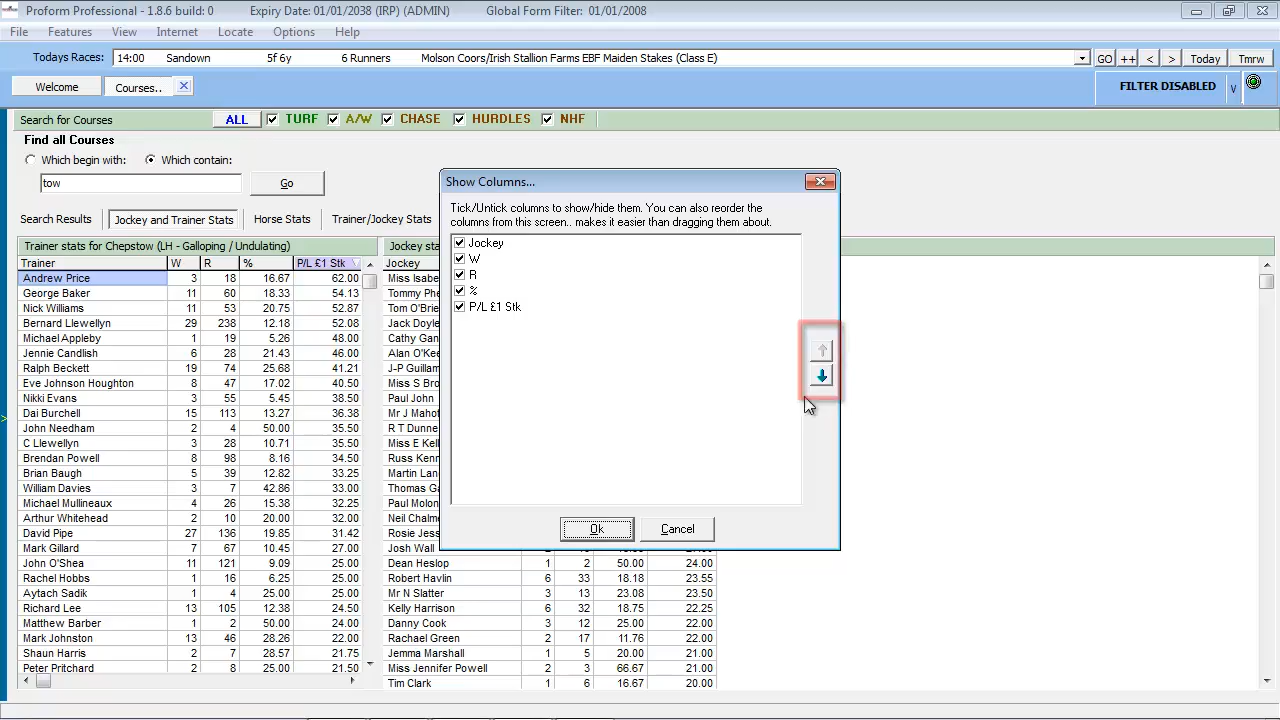 Proform Professional - 1.8.6 build: 0 Expiry Date: 01/01/2038 (IRP) (ADMIN) Global Form Filter: 01/01/2008
File Features View Internet Locate Options Help
Todays Races: 14:00 Sandown 5f 6y 6 Runners Molson Coors/Irish Stallion Farms EBF Maiden Stakes (Class E) GO ++ < > Today Tmrw
Welcome Courses.. FILTER DISABLED v
Search for Courses ALL TURF A/W CHASE HURDLES NHF
Find all Courses
Which begin with: Which contain:
tow Go
Search Results Jockey and Trainer Stats Horse Stats Trainer/Jockey Stats
Show Columns...
Tick/Untick columns to show/hide them. You can also reorder the
columns from this screen.. makes it easier than dragging them about.
Jockey
W
R
%
P/L £1 Stk
Ok Cancel
Trainer stats for Chepstow (LH - Galloping / Undulating) Jockey sta
Trainer W R % P/L £1 Stk Jockey
Andrew Price 3 18 16.67 62.00 Miss Isabe
George Baker 11 60 18.33 54.13 Tommy Phe
Nick Williams 11 53 20.75 52.87 Tom O'Brie
Bernard Llewellyn 29 238 12.18 52.08 Jack Doyle
Michael Appleby 1 19 5.26 48.00 Cathy Gan
Jennie Candlish 6 28 21.43 46.00 Alan O'Kee
Ralph Beckett 19 74 25.68 41.21 J-P Guillam
Eve Johnson Houghton 8 47 17.02 40.50 Miss S Bro
Nikki Evans 3 55 5.45 38.50 Paul John
Dai Burchell 15 113 13.27 36.38 Mr J Mahot
John Needham 2 4 50.00 35.50 R T Dunne
C Llewellyn 3 28 10.71 35.50 Miss E Kell
Brendan Powell 8 98 8.16 34.50 Russ Kenn
Brian Baugh 5 39 12.82 33.25 Martin Lan
William Davies 3 7 42.86 33.00 Thomas Ga
Michael Mullineaux 4 26 15.38 32.25 Paul Molon
Arthur Whitehead 2 10 20.00 32.00 Neil Chalme
David Pipe 27 136 19.85 31.42 Rosie Jess
Mark Gillard 7 67 10.45 27.00 Josh Wall
John O'Shea 11 121 9.09 25.00 Dean Heslop 1 2 50.00 24.00
Rachel Hobbs 1 16 6.25 25.00 Robert Havlin 6 33 18.18 23.55
Aytach Sadik 1 4 25.00 25.00 Mr N Slatter 3 13 23.08 23.50
Richard Lee 13 105 12.38 24.50 Kelly Harrison 6 32 18.75 22.25
Matthew Barber 1 2 50.00 24.00 Danny Cook 3 12 25.00 22.00
Mark Johnston 13 46 28.26 22.00 Rachael Green 2 17 11.76 22.00
Shaun Harris 2 7 28.57 21.75 Jemma Marshall 1 5 20.00 21.00
Peter Pritchard 2 8 25.00 21.50 Miss Jennifer Powell 2 3 66.67 21.00
Tim Clark 1 6 16.67 20.00